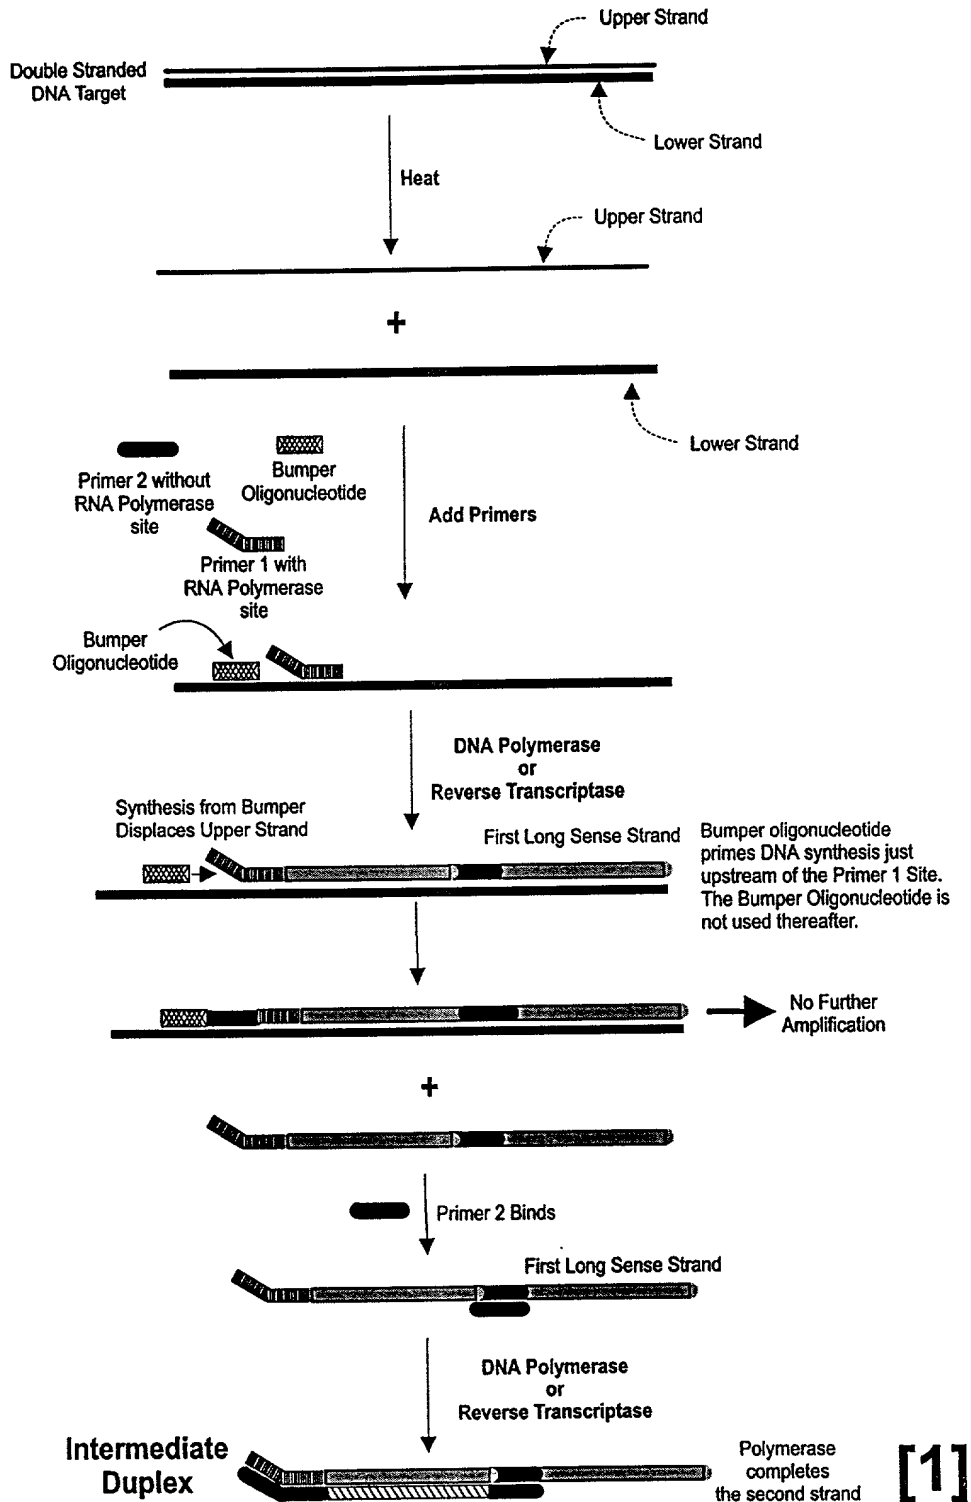 Upper Strand
Double Stranded
DNA Target
Lower Strand
Heat
Upper Strand
+
Lower Strand
Primer 2 without
RNA Polymerase
site
Bumper
Oligonucleotide
Add Primers
Primer 1 with
RNA Polymerase
site
Bumper
Oligonucleotide
DNA Polymerase
or
Reverse Transcriptase
Synthesis from Bumper
Displaces Upper Strand
First Long Sense Strand
Bumper oligonucleotide
primes DNA synthesis just
upstream of the Primer 1 Site.
The Bumper Oligonucleotide is
not used thereafter.
No Further
Amplification
+
Primer 2 Binds
First Long Sense Strand
DNA Polymerase
or
Reverse Transcriptase
Intermediate
Duplex
Polymerase
completes
the second strand
[1]